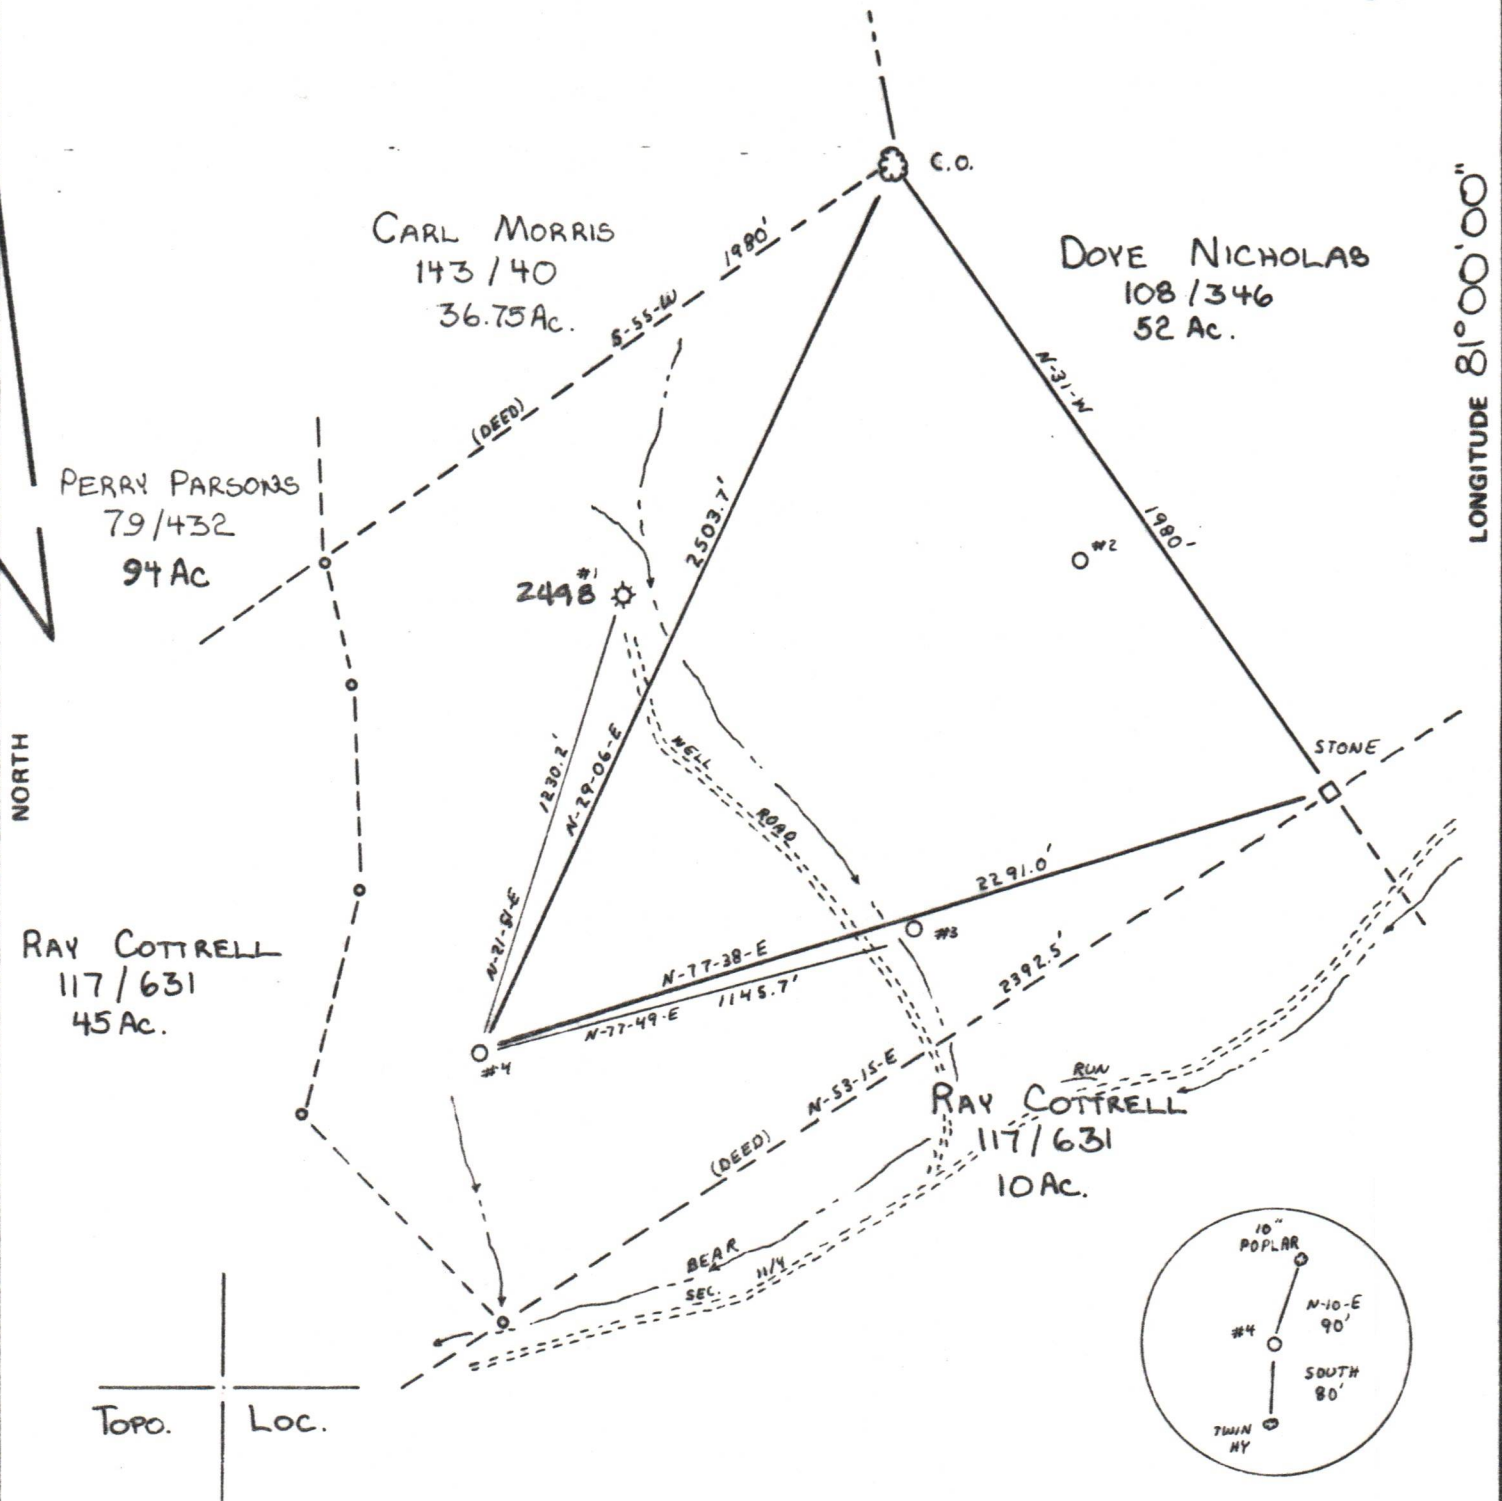 C.O.
CARL MORRIS
143/40
36.75 Ac.
S-55-W 1980'
(DEED)
DOYE NICHOLAS
108/346
52 Ac.
LONGITUDE 81°00'00"
N-31-W
1980-
PERRY PARSONS
79/432
94 Ac
2503.7'
N-29-06-E
#2
#1
2498
1230.2'
N-21-51-E
WELL
ROAD
STONE
NORTH
2291.0'
N-77-38-E
#3
1145.7'
N-77-49-E
#4
RAY COTTRELL
117/631
45 Ac.
2392.5'
N-53-15-E
(DEED)
RUN
RAY COTTRELL
117/631
10 Ac.
BEAR
SEC. 11/4
10"
POPLAR
N-10-E
90'
#4
SOUTH
80'
TWIN
HY
TOPO. LOC.